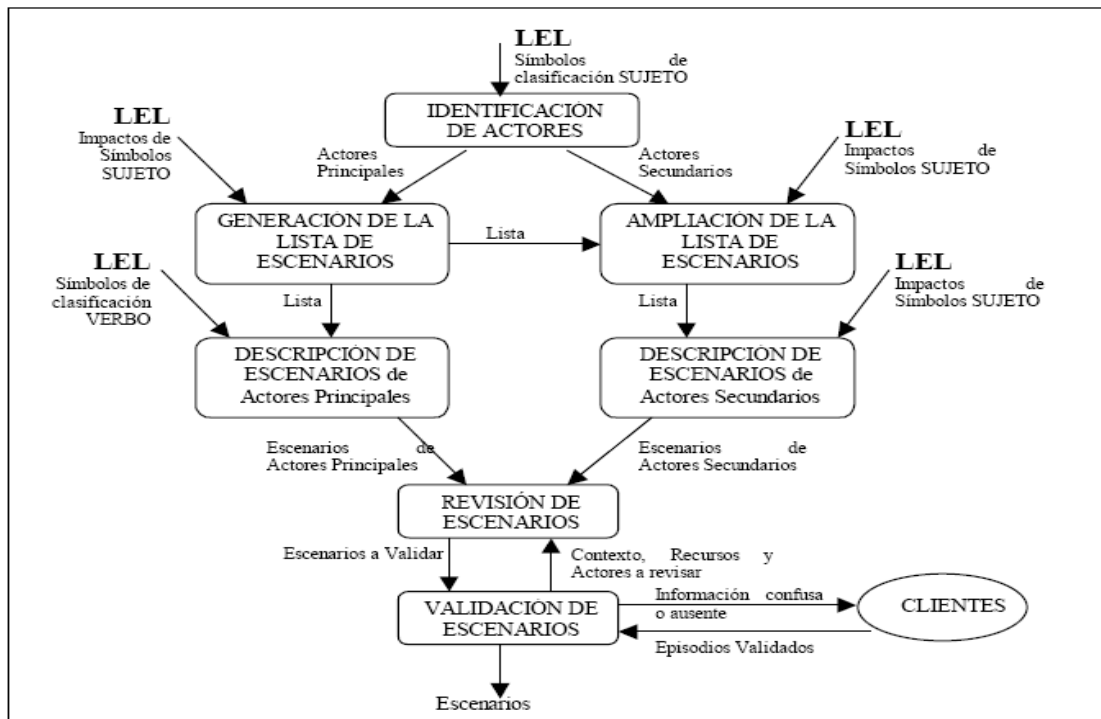 LEL
Símbolos de
clasificación SUJETO
IDENTIFICACIÓN
DE ACTORES
LEL
Impactos de
Símbolos
SUJETO
Actores
Principales
Actores
Secundarios
LEL
Impactos de
Símbolos SUJETO
GENERACIÓN DE LA
LISTA DE
ESCENARIOS
Lista
AMPLIACIÓN DE LA
LISTA DE
ESCENARIOS
LEL
Símbolos de
clasificación
VERBO
Lista
Lista
LEL
Impactos de
Símbolos SUJETO
DESCRIPCIÓN DE
ESCENARIOS de
Actores Principales
DESCRIPCIÓN DE
ESCENARIOS de
Actores Secundarios
Escenarios de
Actores Principales
Escenarios de
Actores Secundarios
REVISIÓN DE
ESCENARIOS
Escenarios a Validar
Contexto, Recursos y
Actores a revisar
VALIDACIÓN DE
ESCENARIOS
Información confusa
o ausente
CLIENTES
Episodios Validados
Escenarios